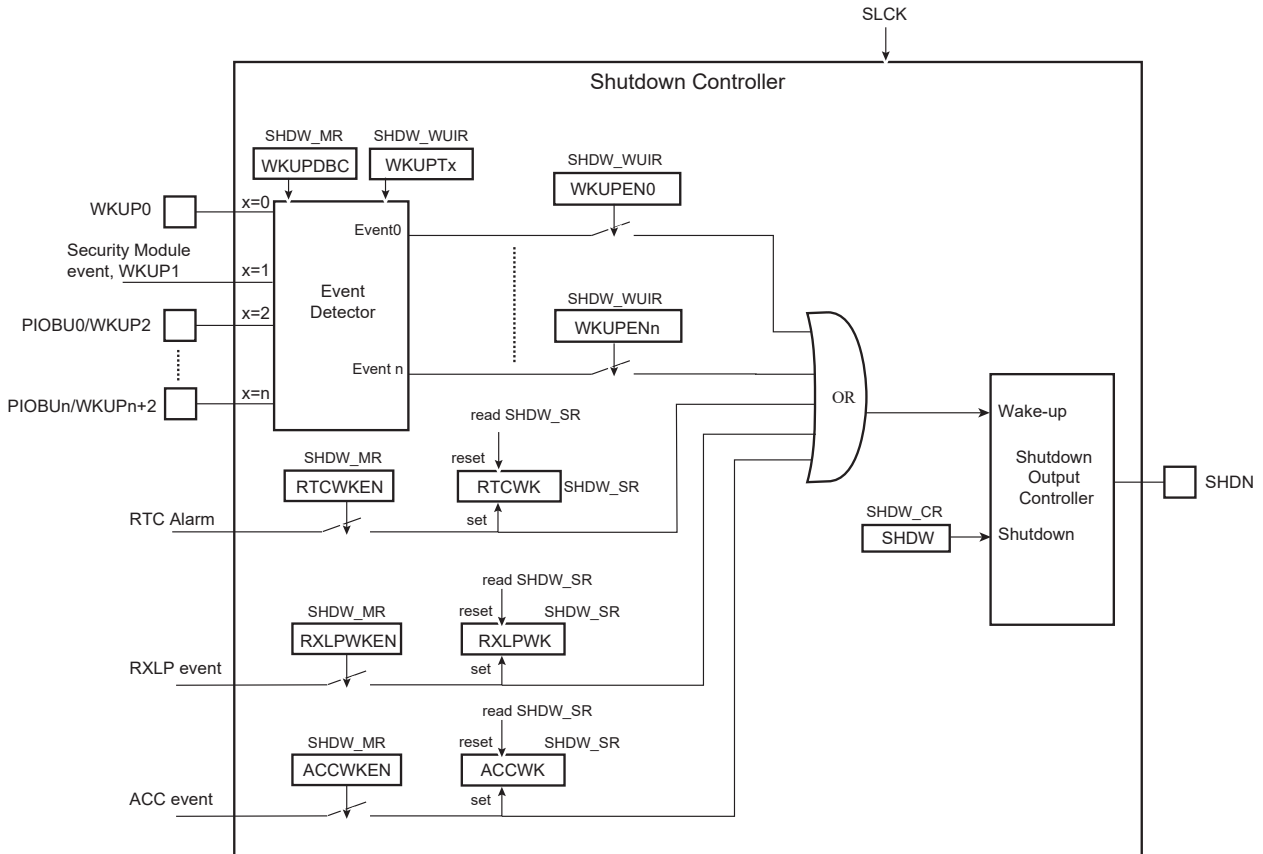 SLCK
Shutdown Controller
SHDW_MR
SHDW_WUIR
WKUPDBC
WKUPTx
SHDW_WUIR
WKUPEN0
WKUP0
x=0
Event0
Security Module
event, WKUP1
x=1
Event
Detector
SHDW_WUIR
WKUPENn
PIOBU0/WKUP2
x=2
Event n
PIOBUn/WKUPn+2
x=n
OR
Wake-up
Shutdown
Output
Controller
SHDN
read SHDW_SR
reset
SHDW_MR
RTCWKEN
RTCWK
SHDW_SR
RTC Alarm
set
SHDW_CR
SHDW
Shutdown
read SHDW_SR
reset
SHDW_SR
SHDW_MR
RXLPWKEN
RXLPWK
RXLP event
set
read SHDW_SR
reset
SHDW_SR
SHDW_MR
ACCWKEN
ACCWK
ACC event
set